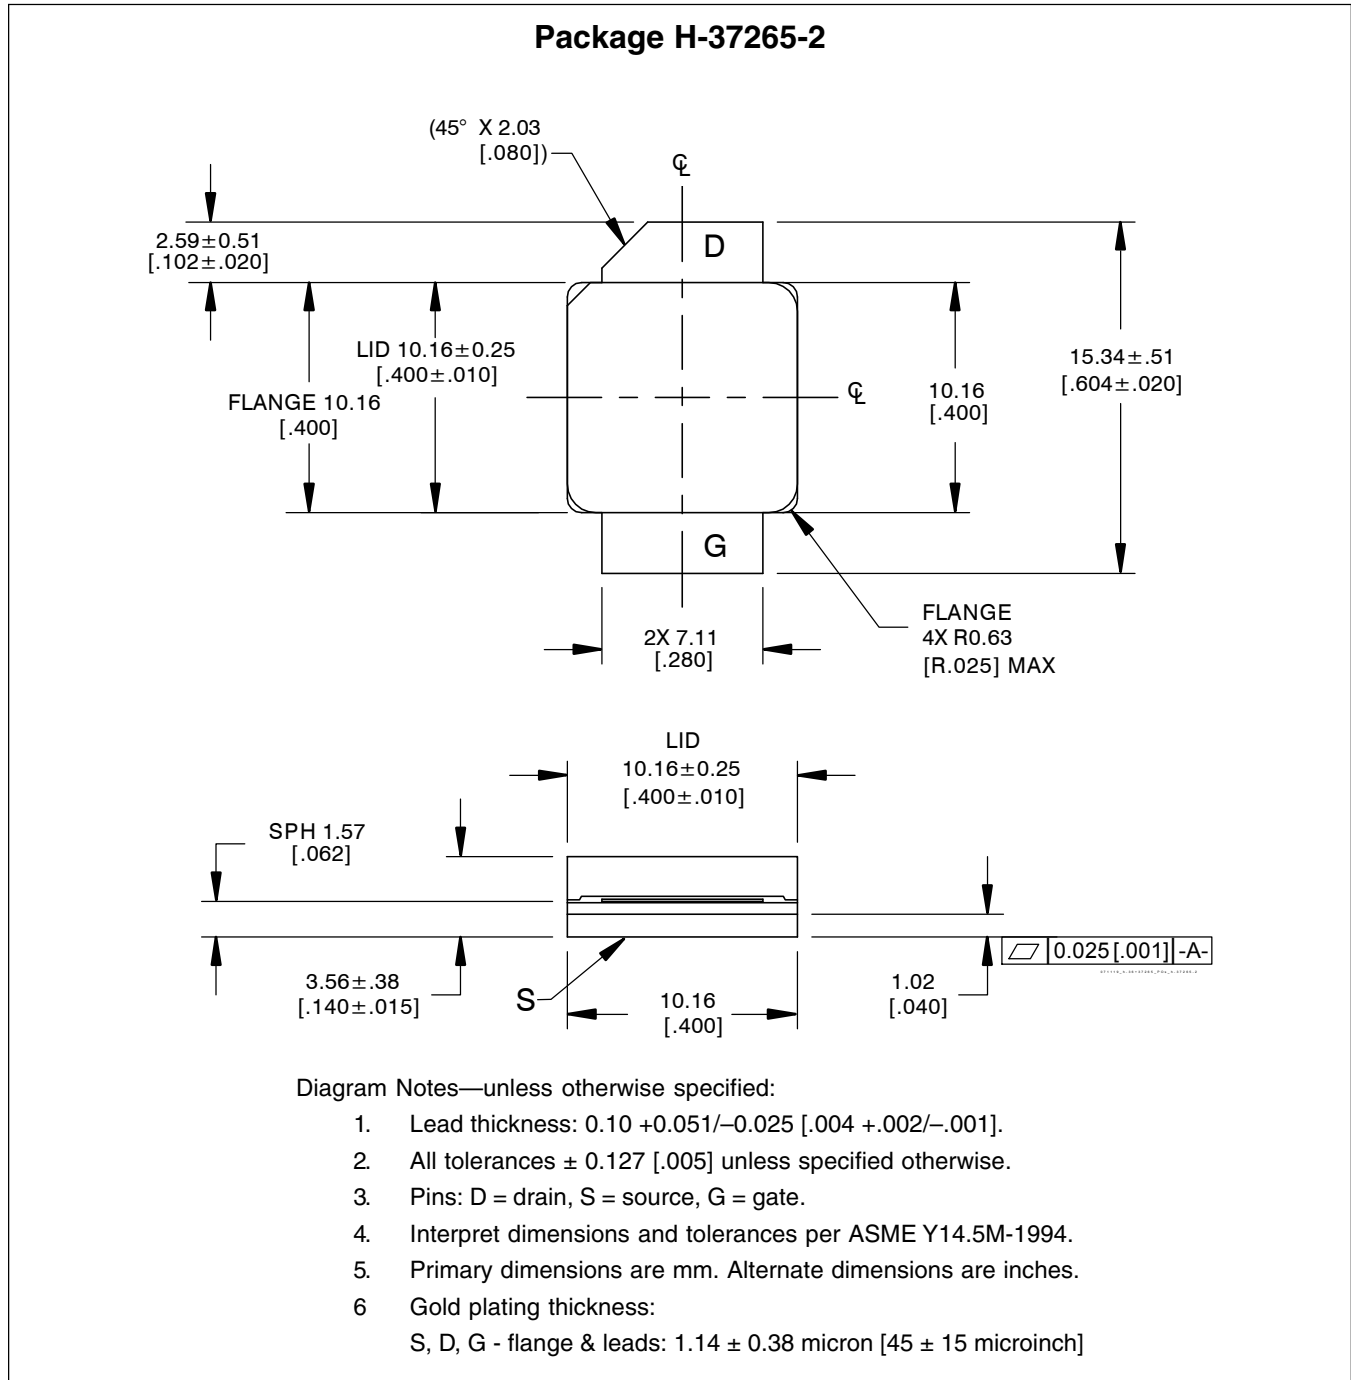 Package H-37265-2
(45° X 2.03
[.080])
℄
D
2.59±0.51
[.102±.020]
LID 10.16±0.25
[.400±.010]
FLANGE 10.16
[.400]
℄
10.16
[.400]
15.34±.51
[.604±.020]
G
2X 7.11
[.280]
FLANGE
4X R0.63
[R.025] MAX
LID
10.16±0.25
[.400±.010]
SPH 1.57
[.062]
3.56±.38
[.140±.015]
S
10.16
[.400]
1.02
[.040]
⏥ 0.025 [.001] -A-
Diagram Notes—unless otherwise specified:
1. Lead thickness: 0.10 +0.051/–0.025 [.004 +.002/–.001].
2. All tolerances ± 0.127 [.005] unless specified otherwise.
3. Pins: D = drain, S = source, G = gate.
4. Interpret dimensions and tolerances per ASME Y14.5M-1994.
5. Primary dimensions are mm. Alternate dimensions are inches.
6 Gold plating thickness:
S, D, G - flange & leads: 1.14 ± 0.38 micron [45 ± 15 microinch]